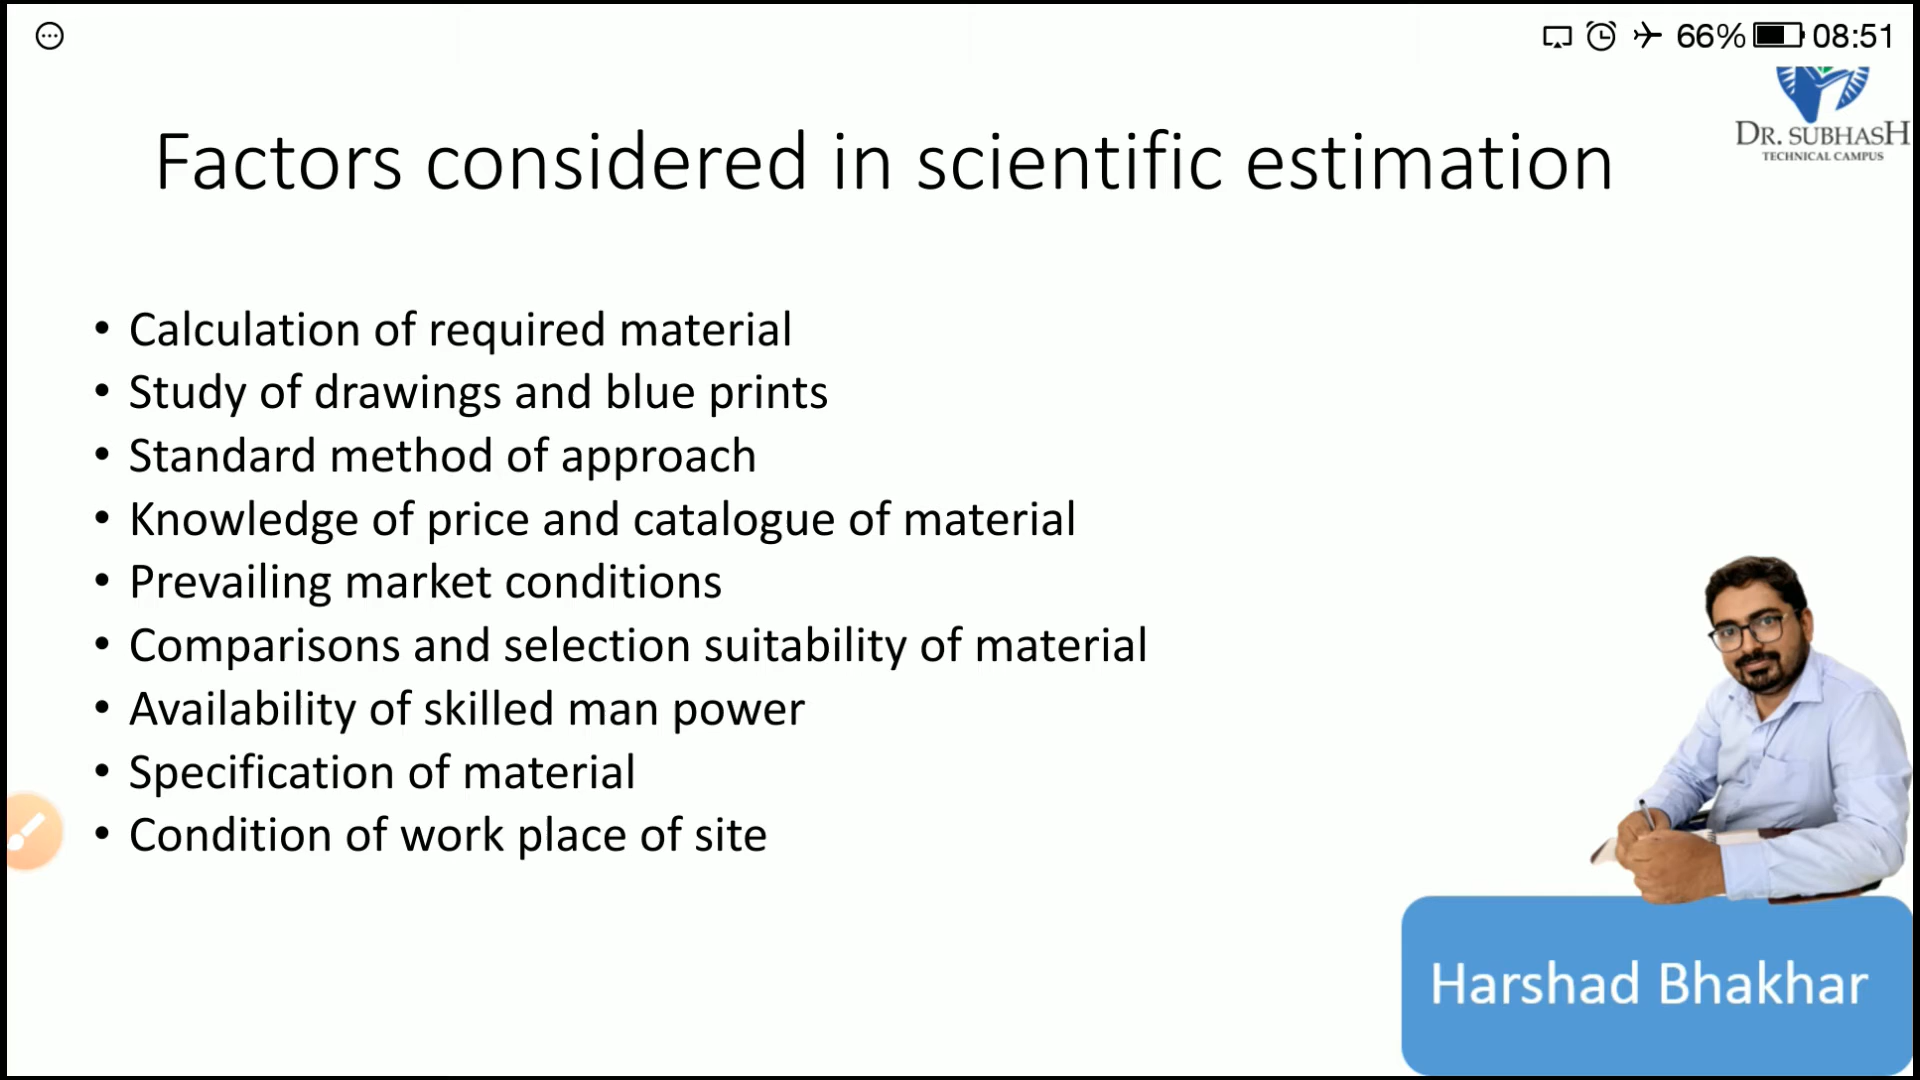 66% 08:51
DR. SUBHASH
TECHNICAL CAMPUS
Factors considered in scientific estimation
• Calculation of required material
• Study of drawings and blue prints
• Standard method of approach
• Knowledge of price and catalogue of material
• Prevailing market conditions
• Comparisons and selection suitability of material
• Availability of skilled man power
• Specification of material
• Condition of work place of site
Harshad Bhakhar